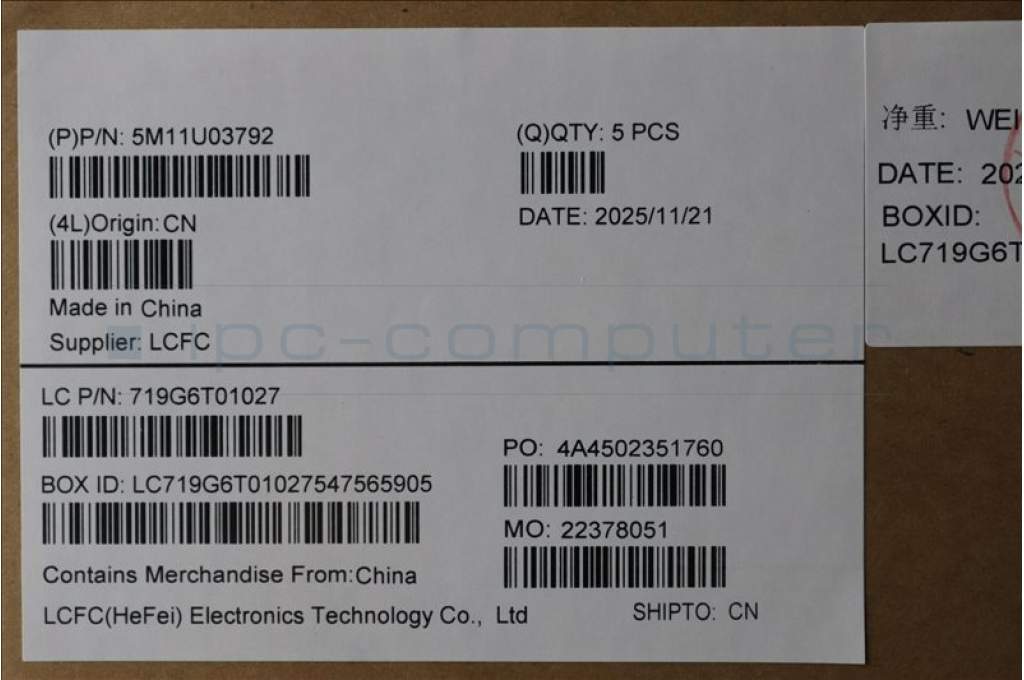 (P)P/N: 5M11U03792
(Q)QTY: 5 PCS
(4L)Origin:CN
DATE: 2025/11/21
Made in China
Supplier: LCFC
ipc-computer
LC P/N: 719G6T01027
PO: 4A4502351760
BOX ID: LC719G6T01027547565905
MO: 22378051
Contains Merchandise From:China
LCFC(HeFei) Electronics Technology Co., Ltd
SHIPTO: CN
净重: WEI
DATE: 202
BOXID:
LC719G6T